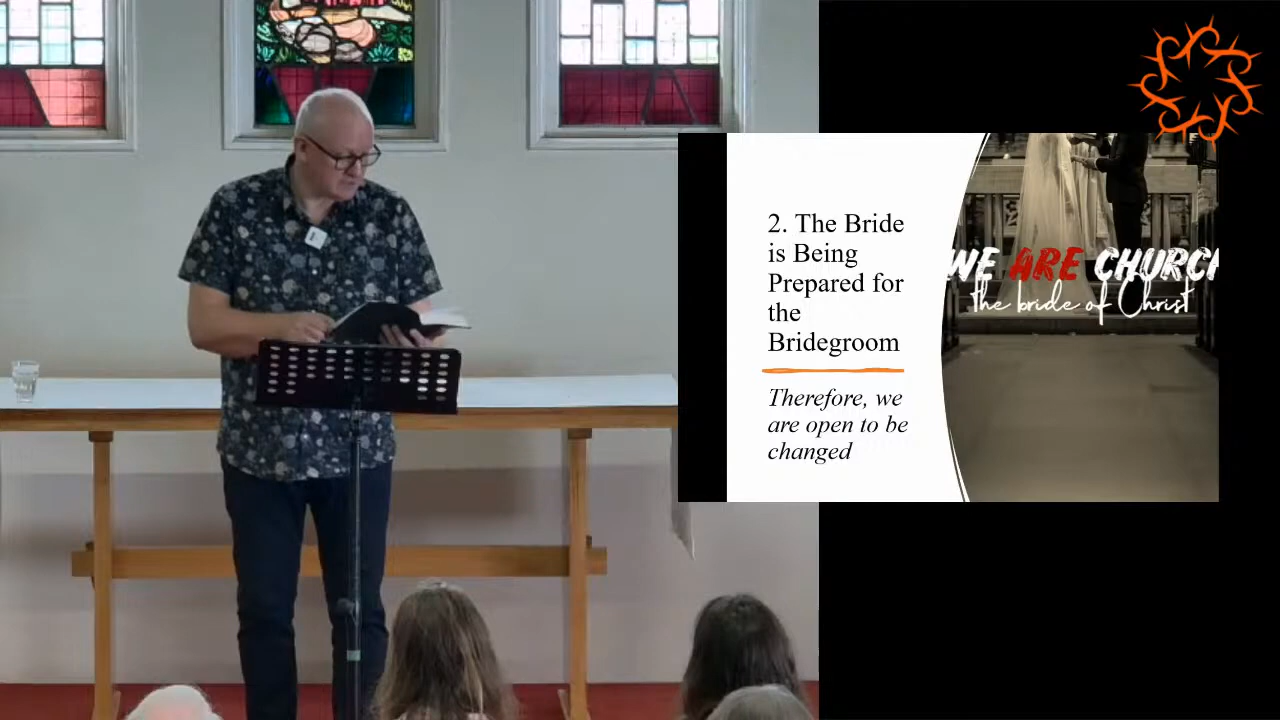 2. The Bride
is Being
Prepared for
the
Bridegroom
Therefore, we
are open to be
changed
WE ARE CHURCH
the bride of Christ